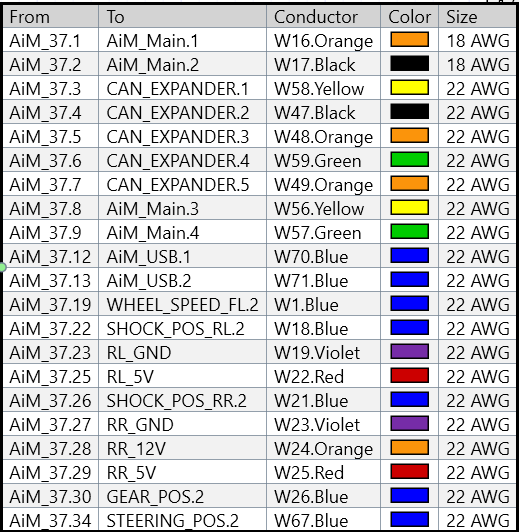 From To Conductor Color Size
AiM_37.1 AiM_Main.1 W16.Orange 18 AWG
AiM_37.2 AiM_Main.2 W17.Black 18 AWG
AiM_37.3 CAN_EXPANDER.1 W58.Yellow 22 AWG
AiM_37.4 CAN_EXPANDER.2 W47.Black 22 AWG
AiM_37.5 CAN_EXPANDER.3 W48.Orange 22 AWG
AiM_37.6 CAN_EXPANDER.4 W59.Green 22 AWG
AiM_37.7 CAN_EXPANDER.5 W49.Orange 22 AWG
AiM_37.8 AiM_Main.3 W56.Yellow 22 AWG
AiM_37.9 AiM_Main.4 W57.Green 22 AWG
AiM_37.12 AiM_USB.1 W70.Blue 22 AWG
AiM_37.13 AiM_USB.2 W71.Blue 22 AWG
AiM_37.19 WHEEL_SPEED_FL.2 W1.Blue 22 AWG
AiM_37.22 SHOCK_POS_RL.2 W18.Blue 22 AWG
AiM_37.23 RL_GND W19.Violet 22 AWG
AiM_37.25 RL_5V W22.Red 22 AWG
AiM_37.26 SHOCK_POS_RR.2 W21.Blue 22 AWG
AiM_37.27 RR_GND W23.Violet 22 AWG
AiM_37.28 RR_12V W24.Orange 22 AWG
AiM_37.29 RR_5V W25.Red 22 AWG
AiM_37.30 GEAR_POS.2 W26.Blue 22 AWG
AiM_37.34 STEERING_POS.2 W67.Blue 22 AWG